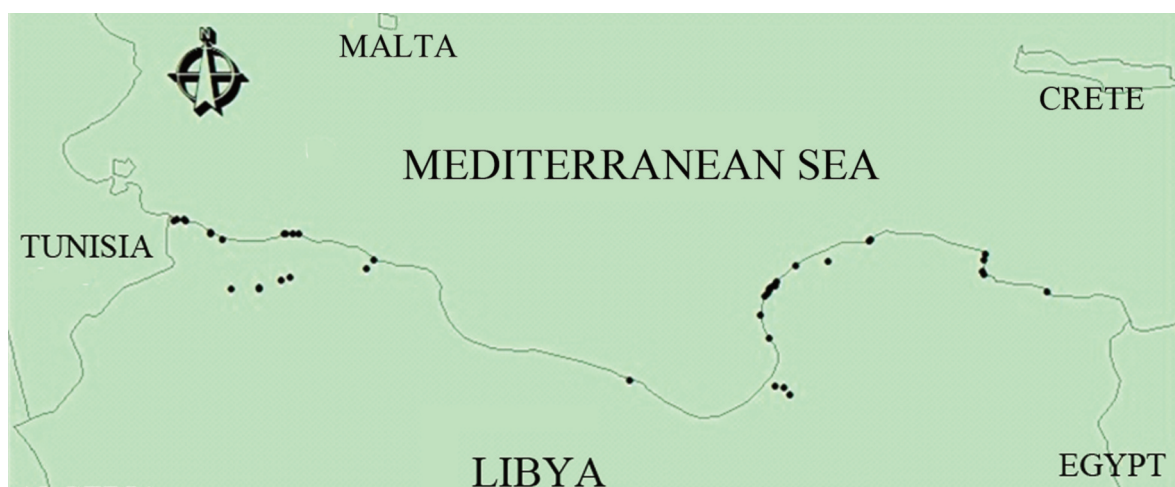 N
MALTA
CRETE
MEDITERRANEAN SEA
TUNISIA
LIBYA
EGYPT